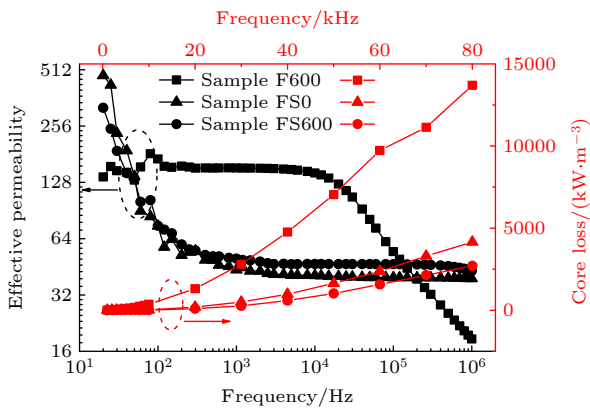 Frequency/kHz
0 20 40 60 80
512
256
128
64
32
16
Effective permeability
Sample F600
Sample FS0
Sample FS600
15000
10000
5000
0
Core loss/(kW·m⁻³)
10¹ 10² 10³ 10⁴ 10⁵ 10⁶
Frequency/Hz